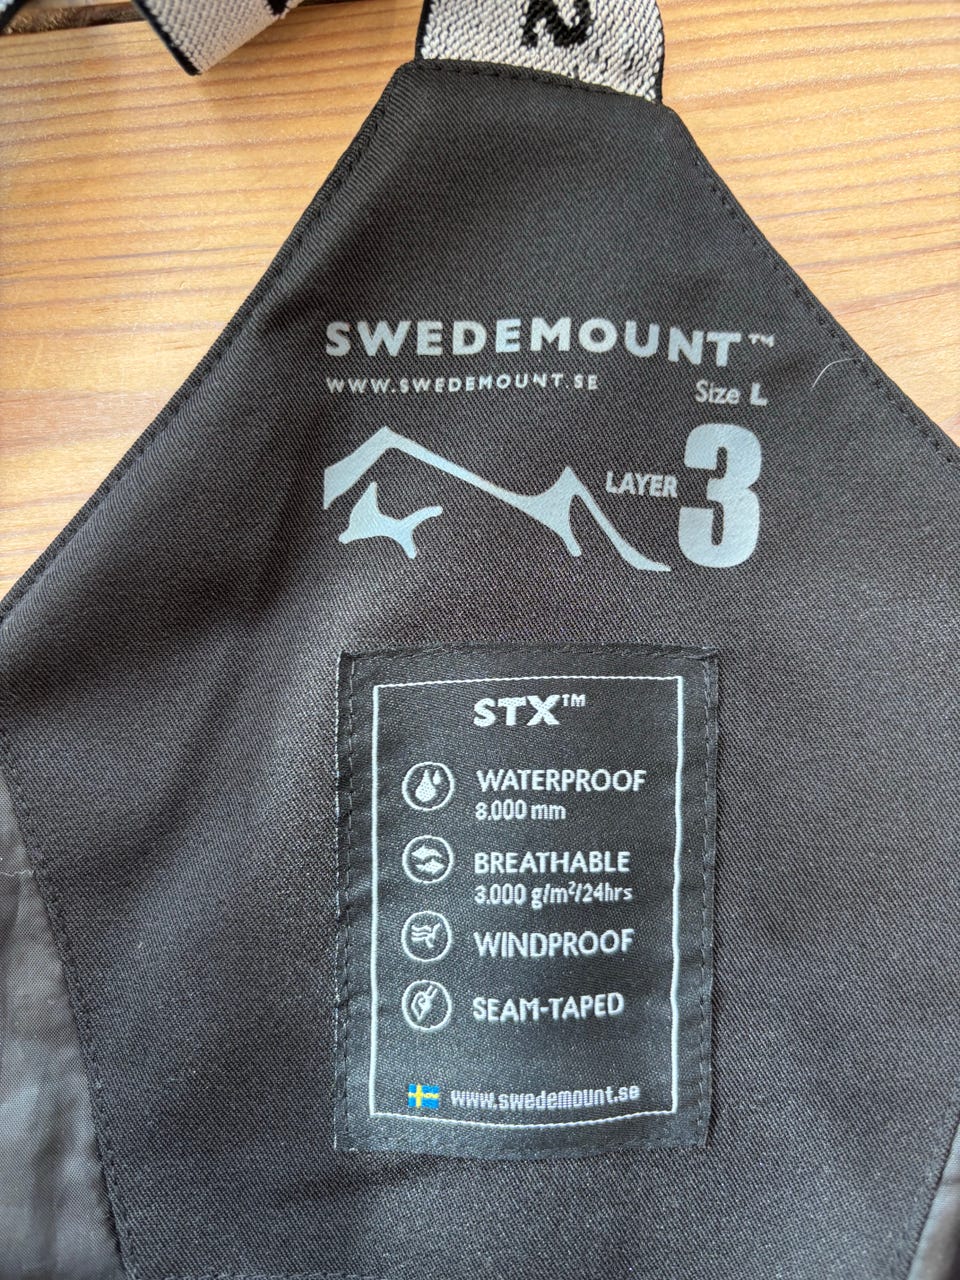 SWEDEMOUNT™
WWW.SWEDEMOUNT.SE
Size L
LAYER 3
STX™
WATERPROOF
8.000 mm
BREATHABLE
3.000 g/m²/24hrs
WINDPROOF
SEAM-TAPED
www.swedemount.se